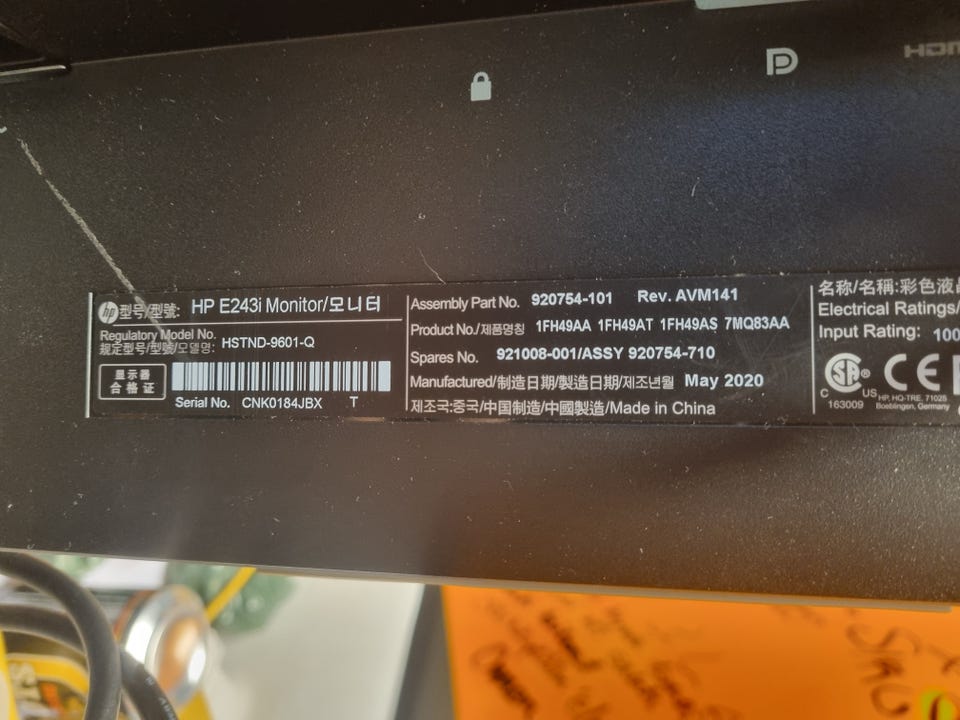 HDMI
hp 型号/型號: HP E243i Monitor/모니터
Regulatory Model No.
规定型号/型號/모델명: HSTND-9601-Q
显示器
合格证
Serial No. CNK0184JBX T
Assembly Part No. 920754-101 Rev. AVM141
Product No./제품명칭 1FH49AA 1FH49AT 1FH49AS 7MQ83AA
Spares No. 921008-001/ASSY 920754-710
Manufactured/制造日期/製造日期/제조년월 May 2020
제조국:중국/中国制造/中國製造/Made in China
名称/名稱:彩色液晶
Electrical Ratings/
Input Rating: 100
C US
163009
CE
HP, HQ-TRE, 71025
Boeblingen, Germany